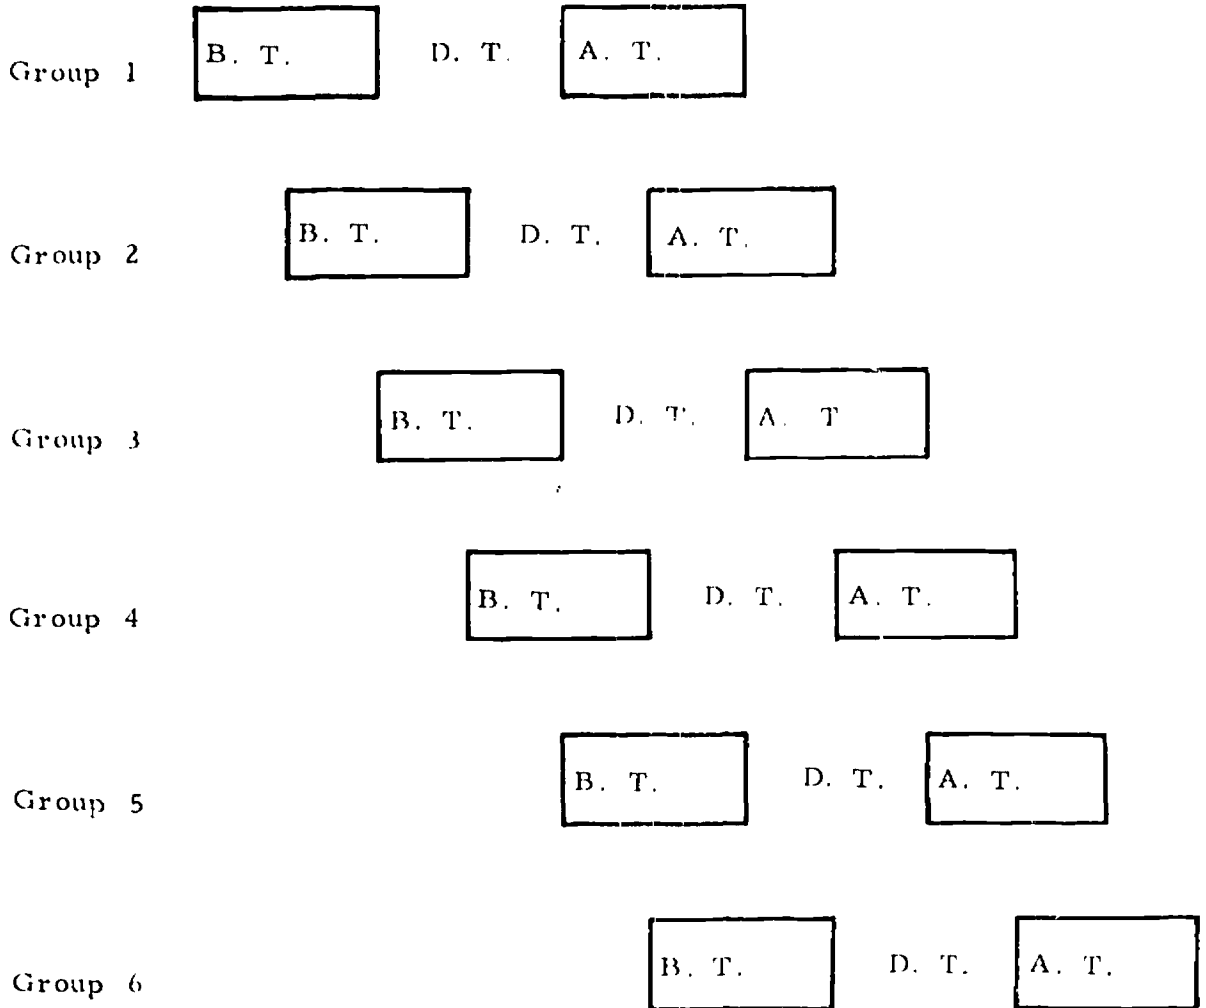 Group 1 B. T. D. T. A. T.
Group 2 B. T. D. T. A. T.
Group 3 B. T. D. T. A. T
Group 4 B. T. D. T. A. T.
Group 5 B. T. D. T. A. T.
Group 6 B. T. D. T. A. T.